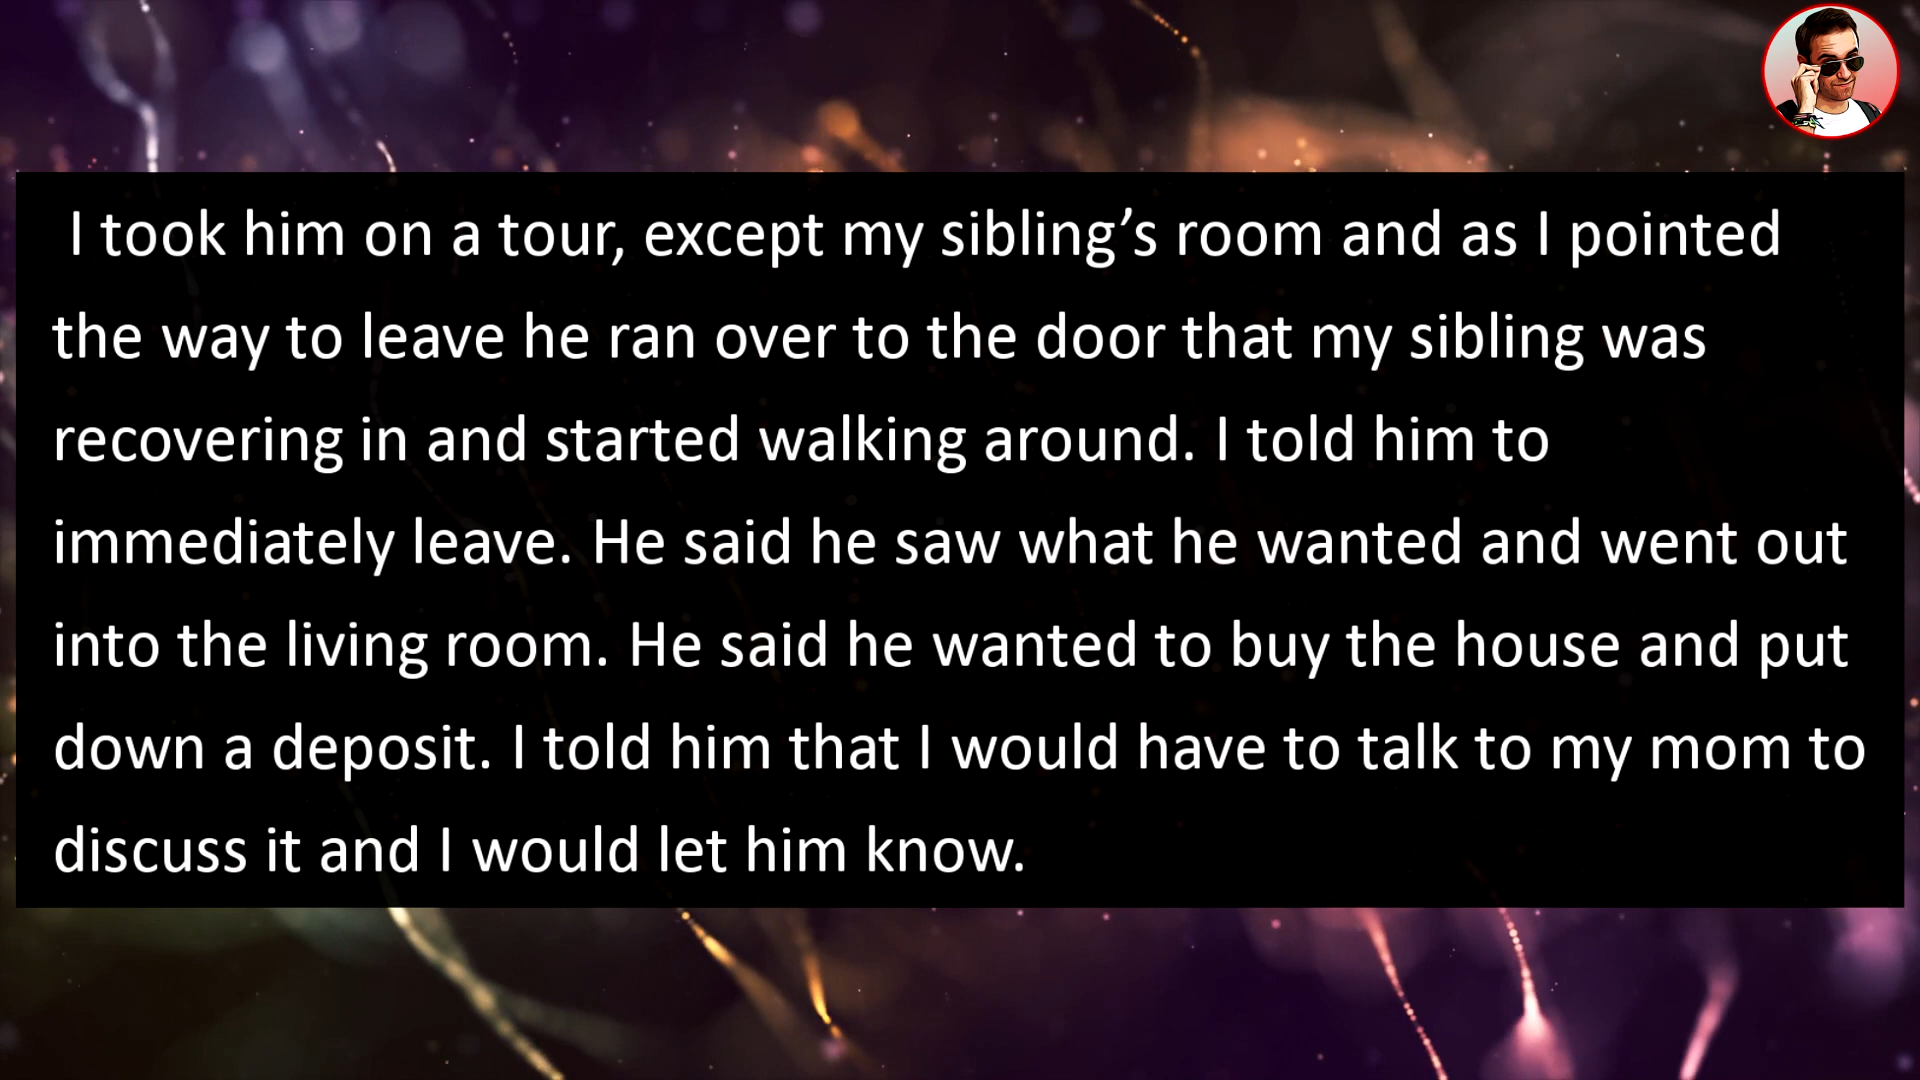 I took him on a tour, except my sibling’s room and as I pointed
the way to leave he ran over to the door that my sibling was
recovering in and started walking around. I told him to
immediately leave. He said he saw what he wanted and went out
into the living room. He said he wanted to buy the house and put
down a deposit. I told him that I would have to talk to my mom to
discuss it and I would let him know.